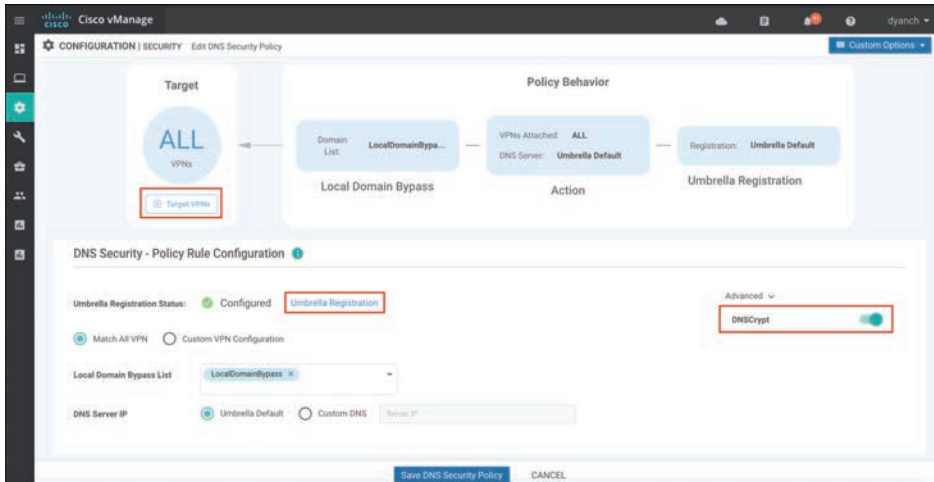 cisco Cisco vManage
dyanch
CONFIGURATION | SECURITY Edit DNS Security Policy
Custom Options
Target
Policy Behavior
ALL
VPNs
Target VPNs
Domain List: LocalDomainBypa...
Local Domain Bypass
VPNs Attached: ALL
DNS Server: Umbrella Default
Action
Registration: Umbrella Default
Umbrella Registration
DNS Security - Policy Rule Configuration
Umbrella Registration Status: Configured Umbrella Registration
Advanced
DNSCrypt
Match All VPN Custom VPN Configuration
Local Domain Bypass List LocalDomainBypass ×
DNS Server IP Umbrella Default Custom DNS Server IP
Save DNS Security Policy CANCEL